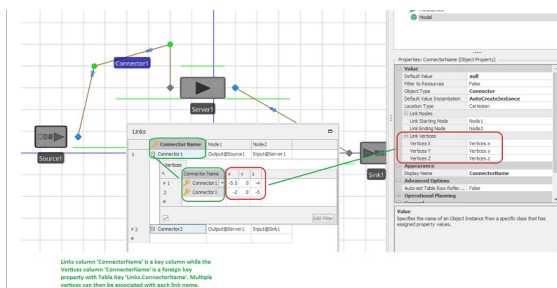 Model
Properties: ConnectorName (Object Property)
Value
Default Value null
Filter to Resources False
Object Type Connector
Default Value Instantiation AutoCreateInstance
Location Type Cartesian
Link Nodes
Link Starting Node Node1
Link Ending Node Node2
Link Vertices
Vertices X Vertices.x
Vertices Y Vertices.y
Vertices Z Vertices.z
Appearance
Display Name ConnectorName
Advanced Options
Auto-set Table Row Refer... False
Operational Planning
Value
Specifies the name of an Object Instance from a specific class that has assigned property values.
Connector1
Server1
Source1
Sink1
Links
Connector Name Node1 Node2
1 Connector1 Output@Source1 Input@Server1
Vertices
Connector Name x y z
1 Connector1 -5.5 0 -4
2 Connector1 -2 0 -5
Edit Filter
2 Connector2 Output@Server1 Input@Sink1
Links column 'ConnectorName' is a key column while the
Vertices column 'ConnectorName' is a foreign key
property with Table Key 'Links.ConnectorName'. Multiple
vertices can then be associated with each link name.